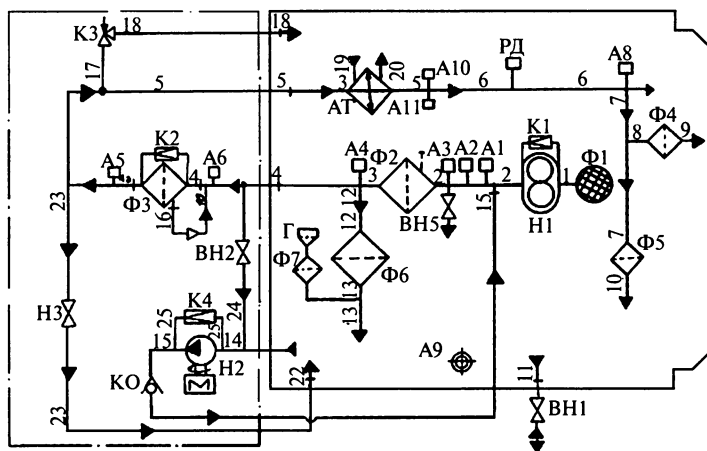 18
18
К3
17
5
5
19
20
3
АТ
А11
5
А10
6
РД
6
А8
7
8
Ф4
9
К2
А5
4
А6
4
Ф3
16
А4
3
Ф2
2
А3
А2
А1
15
2
К1
Н1
1
Ф1
ВН5
12
12
Г
Ф7
Ф6
13
13
7
Ф5
10
23
ВН2
24
Н3
К4
25
25
15
14
Н2
КО
22
А9
11
ВН1
23